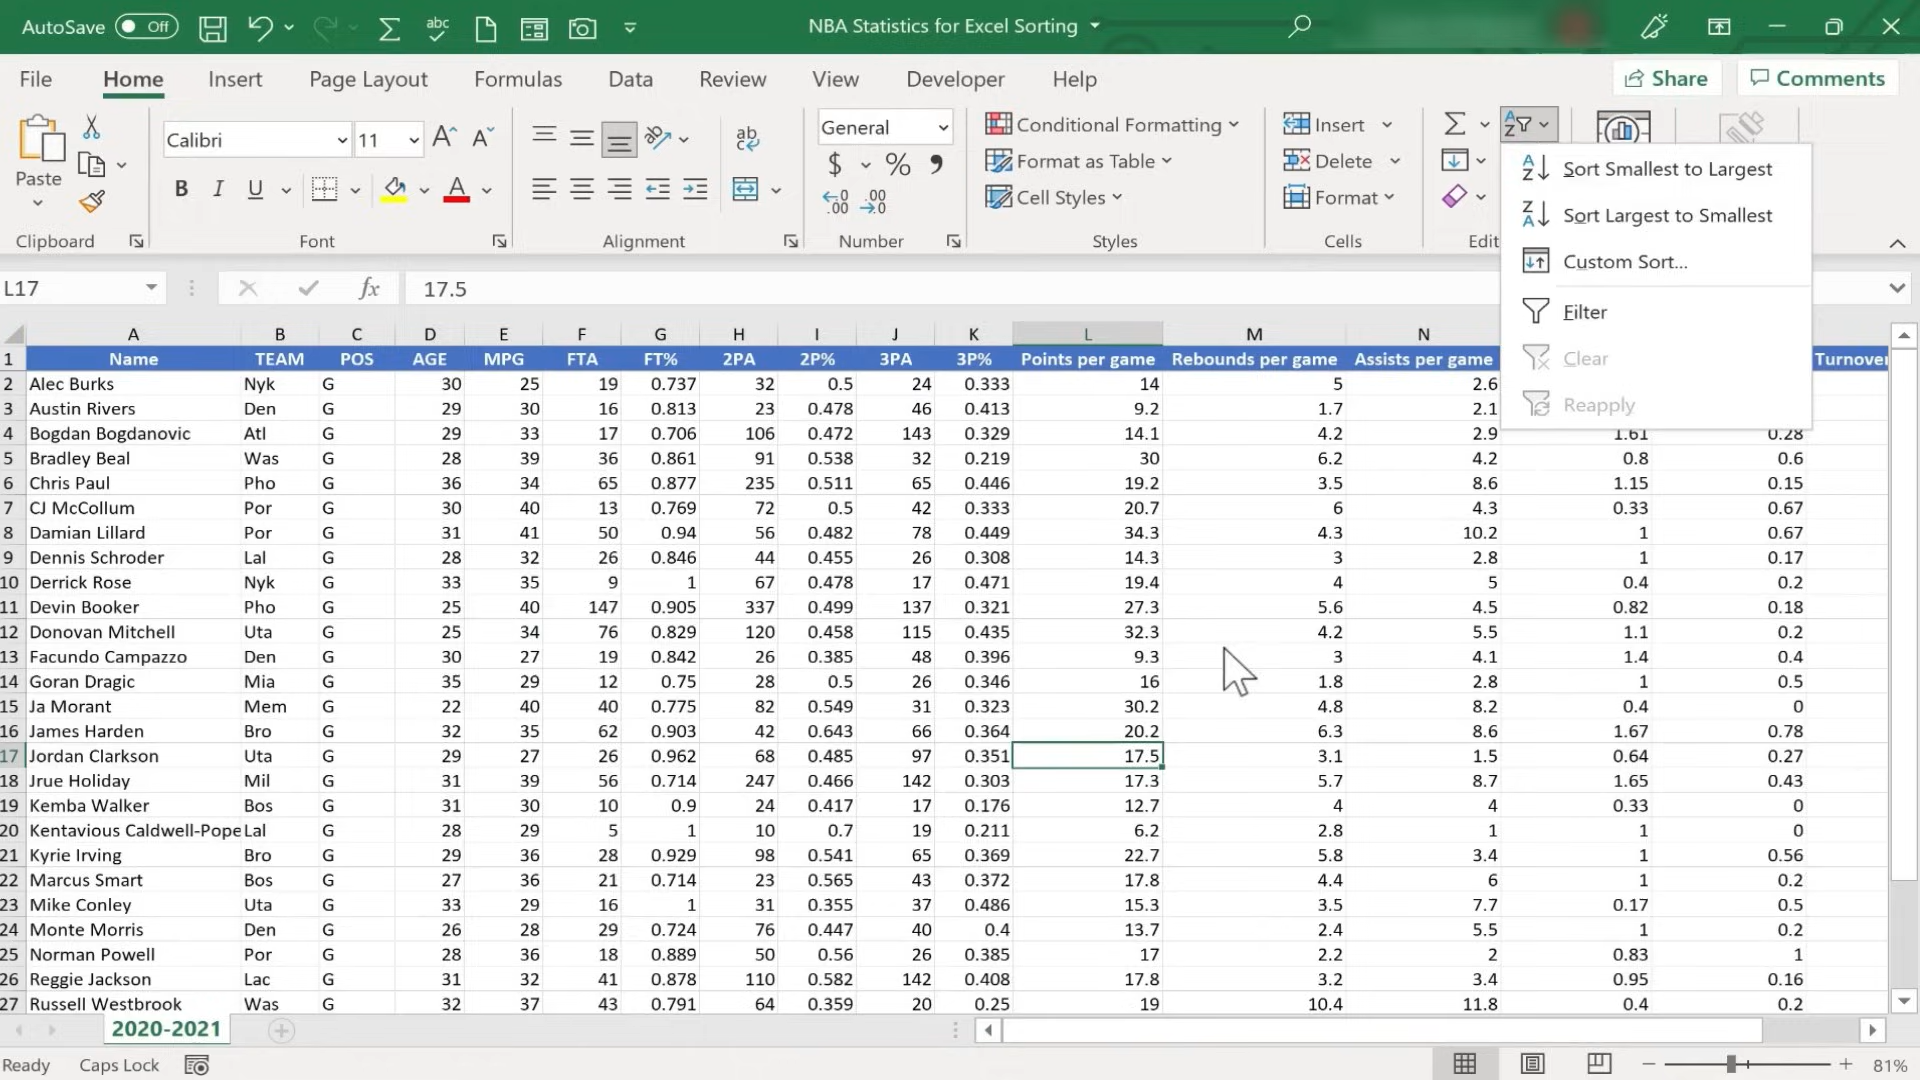 AutoSave Off abc NBA Statistics for Excel Sorting
File Home Insert Page Layout Formulas Data Review View Developer Help Share Comments
Paste Calibri 11 General Conditional Formatting Insert
Format as Table Delete
Cell Styles Format
Clipboard Font Alignment Number Styles Cells Edit
Sort Smallest to Largest
Sort Largest to Smallest
Custom Sort...
Filter
Clear
Reapply
L17 fx 17.5
A B C D E F G H I J K L M N
1 Name TEAM POS AGE MPG FTA FT% 2PA 2P% 3PA 3P% Points per game Rebounds per game Assists per game Turnover
2 Alec Burks Nyk G 30 25 19 0.737 32 0.5 24 0.333 14 5 2.6
3 Austin Rivers Den G 29 30 16 0.813 23 0.478 46 0.413 9.2 1.7 2.1
4 Bogdan Bogdanovic Atl G 29 33 17 0.706 106 0.472 143 0.329 14.1 4.2 2.9 1.61 0.28
5 Bradley Beal Was G 28 39 36 0.861 91 0.538 32 0.219 30 6.2 4.2 0.8 0.6
6 Chris Paul Pho G 36 34 65 0.877 235 0.511 65 0.446 19.2 3.5 8.6 1.15 0.15
7 CJ McCollum Por G 30 40 13 0.769 72 0.5 42 0.333 20.7 6 4.3 0.33 0.67
8 Damian Lillard Por G 31 41 50 0.94 56 0.482 78 0.449 34.3 4.3 10.2 1 0.67
9 Dennis Schroder Lal G 28 32 26 0.846 44 0.455 26 0.308 14.3 3 2.8 1 0.17
10 Derrick Rose Nyk G 33 35 9 1 67 0.478 17 0.471 19.4 4 5 0.4 0.2
11 Devin Booker Pho G 25 40 147 0.905 337 0.499 137 0.321 27.3 5.6 4.5 0.82 0.18
12 Donovan Mitchell Uta G 25 34 76 0.829 120 0.458 115 0.435 32.3 4.2 5.5 1.1 0.2
13 Facundo Campazzo Den G 30 27 19 0.842 26 0.385 48 0.396 9.3 3 4.1 1.4 0.4
14 Goran Dragic Mia G 35 29 12 0.75 28 0.5 26 0.346 16 1.8 2.8 1 0.5
15 Ja Morant Mem G 22 40 40 0.775 82 0.549 31 0.323 30.2 4.8 8.2 0.4 0
16 James Harden Bro G 32 35 62 0.903 42 0.643 66 0.364 20.2 6.3 8.6 1.67 0.78
17 Jordan Clarkson Uta G 29 27 26 0.962 68 0.485 97 0.351 17.5 3.1 1.5 0.64 0.27
18 Jrue Holiday Mil G 31 39 56 0.714 247 0.466 142 0.303 17.3 5.7 8.7 1.65 0.43
19 Kemba Walker Bos G 31 30 10 0.9 24 0.417 17 0.176 12.7 4 4 0.33 0
20 Kentavious Caldwell-Pope Lal G 28 29 5 1 10 0.7 19 0.211 6.2 2.8 1 1 0
21 Kyrie Irving Bro G 29 36 28 0.929 98 0.541 65 0.369 22.7 5.8 3.4 1 0.56
22 Marcus Smart Bos G 27 36 21 0.714 23 0.565 43 0.372 17.8 4.4 6 1 0.2
23 Mike Conley Uta G 33 29 16 1 31 0.355 37 0.486 15.3 3.5 7.7 0.17 0.5
24 Monte Morris Den G 26 28 29 0.724 76 0.447 40 0.4 13.7 2.4 5.5 1 0.2
25 Norman Powell Por G 28 36 18 0.889 50 0.56 26 0.385 17 2.2 2 0.83 1
26 Reggie Jackson Lac G 31 32 41 0.878 110 0.582 142 0.408 17.8 3.2 3.4 0.95 0.16
27 Russell Westbrook Was G 32 37 43 0.791 64 0.359 20 0.25 19 10.4 11.8 0.4 0.2
2020-2021
Ready Caps Lock 81%